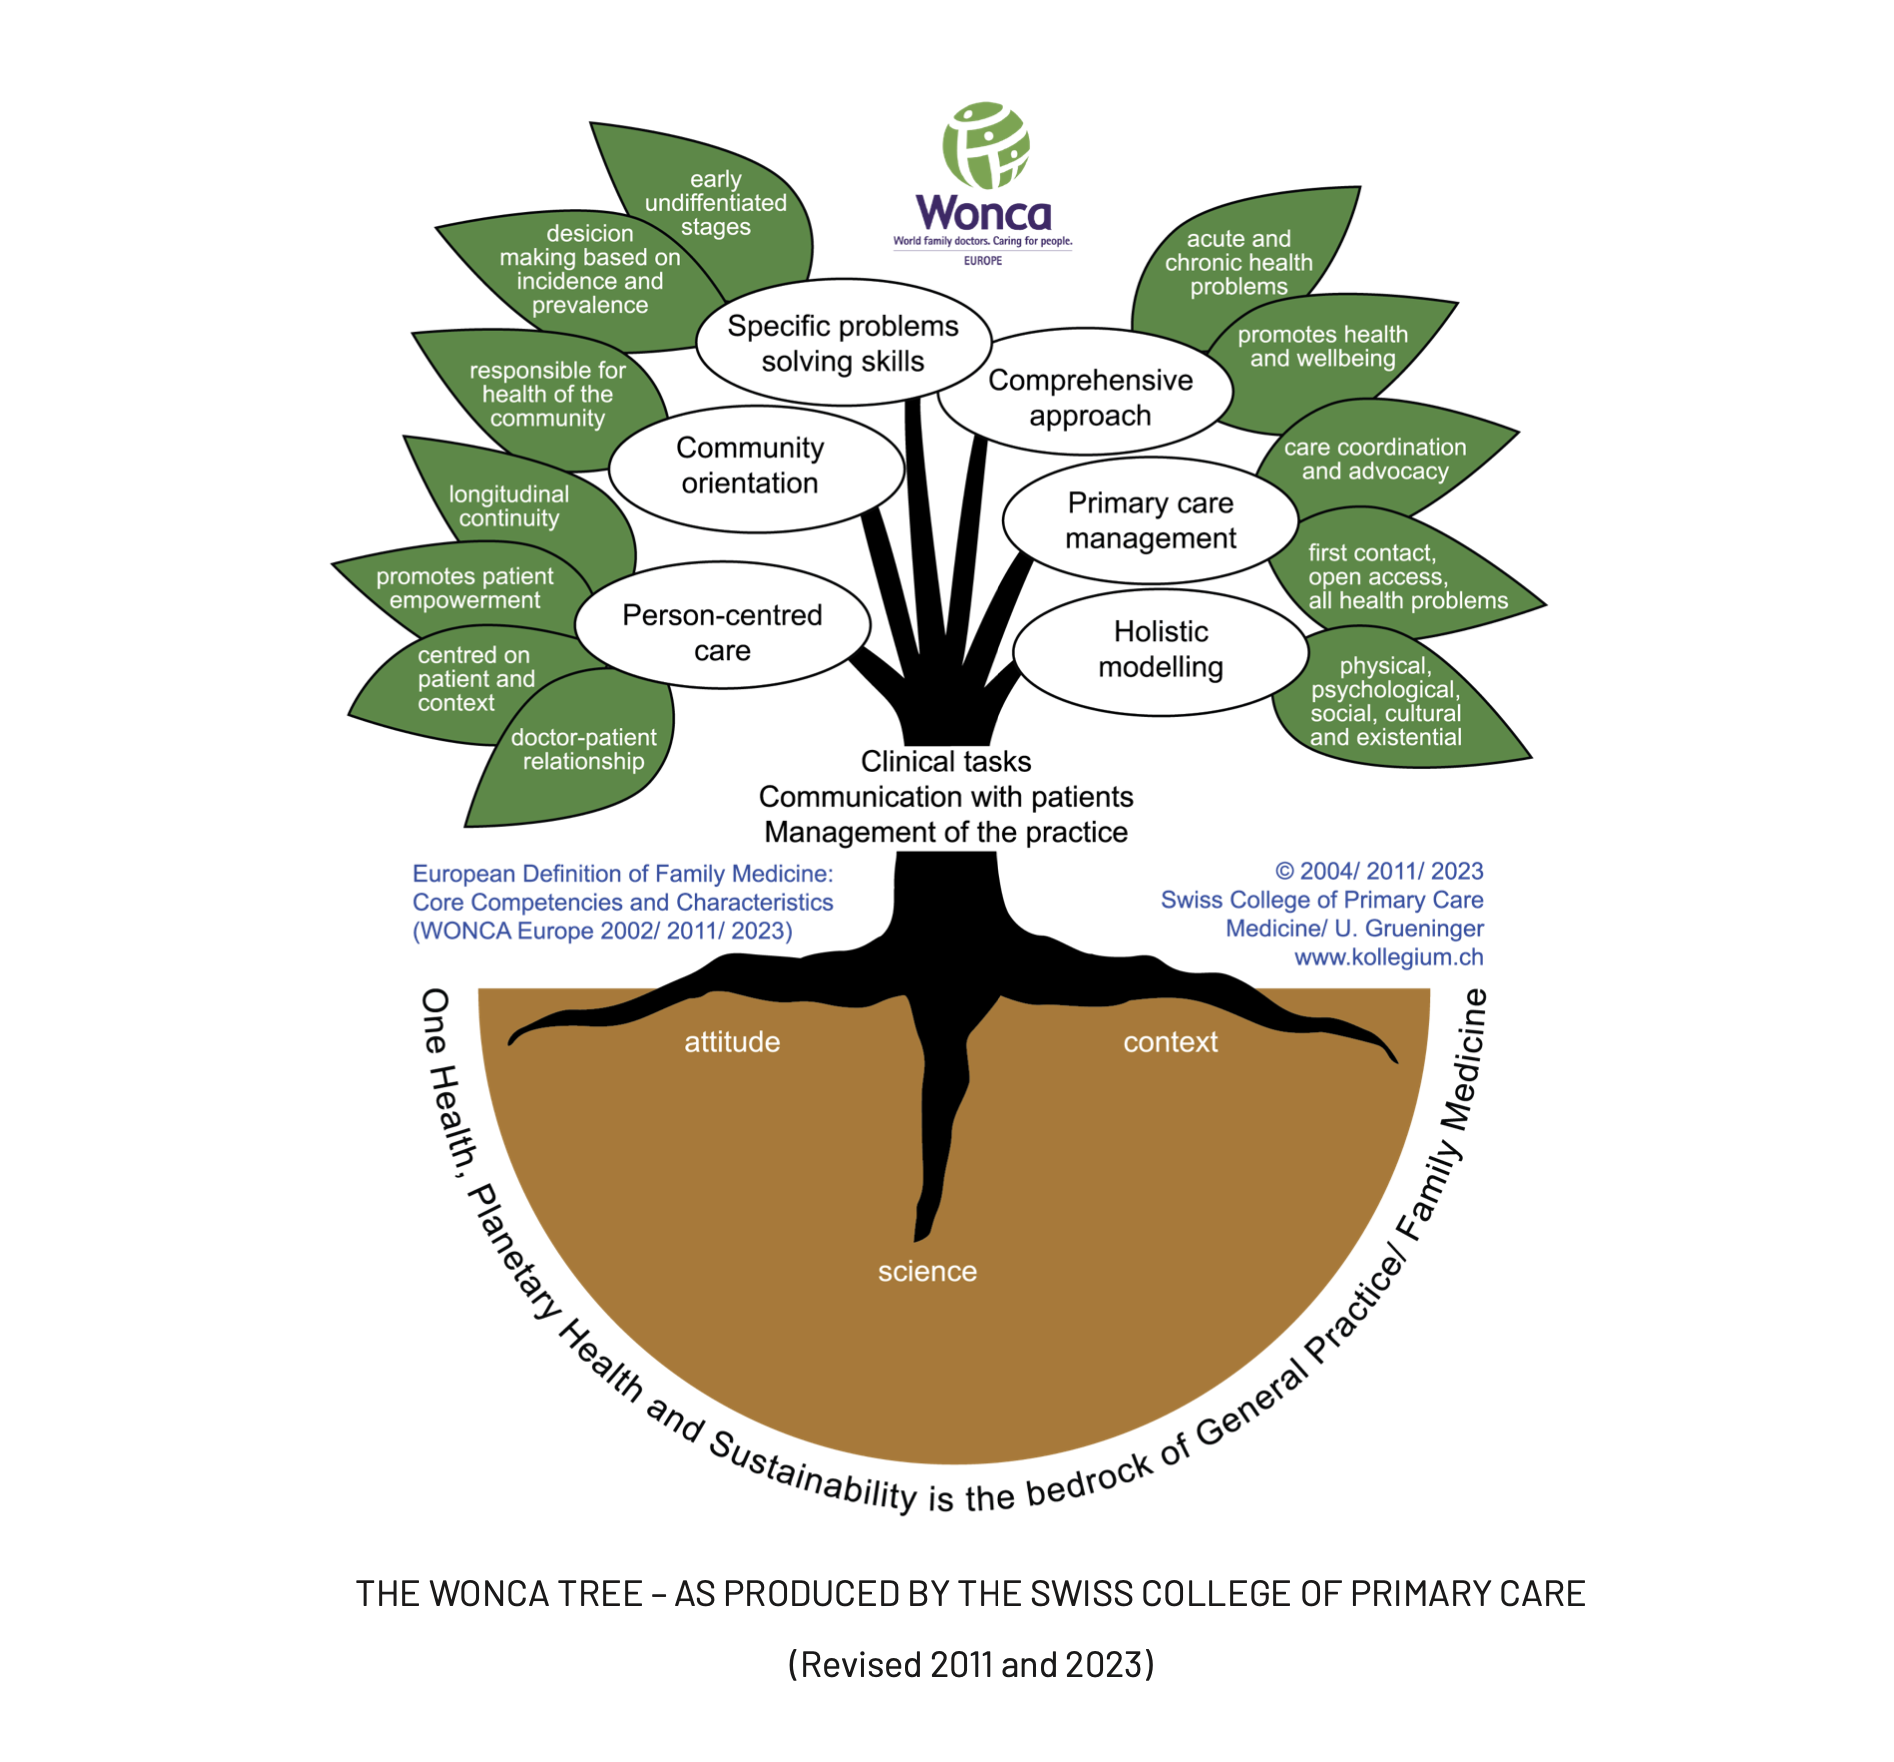 Wonca
World family doctors. Caring for people.
EUROPE
early
undiffentiated
stages
desicion
making based on
incidence and
prevalence
responsible for
health of the
community
longitudinal
continuity
promotes patient
empowerment
centred on
patient and
context
doctor-patient
relationship
Specific problems
solving skills
Community
orientation
Person-centred
care
Comprehensive
approach
Primary care
management
Holistic
modelling
acute and
chronic health
problems
promotes health
and wellbeing
care coordination
and advocacy
first contact,
open access,
all health problems
physical,
psychological,
social, cultural
and existential
Clinical tasks
Communication with patients
Management of the practice
European Definition of Family Medicine:
Core Competencies and Characteristics
(WONCA Europe 2002/ 2011/ 2023)
© 2004/ 2011/ 2023
Swiss College of Primary Care
Medicine/ U. Grueninger
www.kollegium.ch
attitude
context
science
One Health, Planetary Health and Sustainability is the bedrock of General Practice/ Family Medicine
THE WONCA TREE – AS PRODUCED BY THE SWISS COLLEGE OF PRIMARY CARE
(Revised 2011 and 2023)